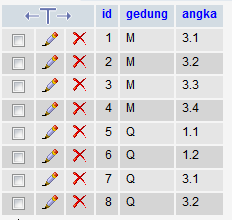 id gedung angka
1 M 3.1
2 M 3.2
3 M 3.3
4 M 3.4
5 Q 1.1
6 Q 1.2
7 Q 3.1
8 Q 3.2